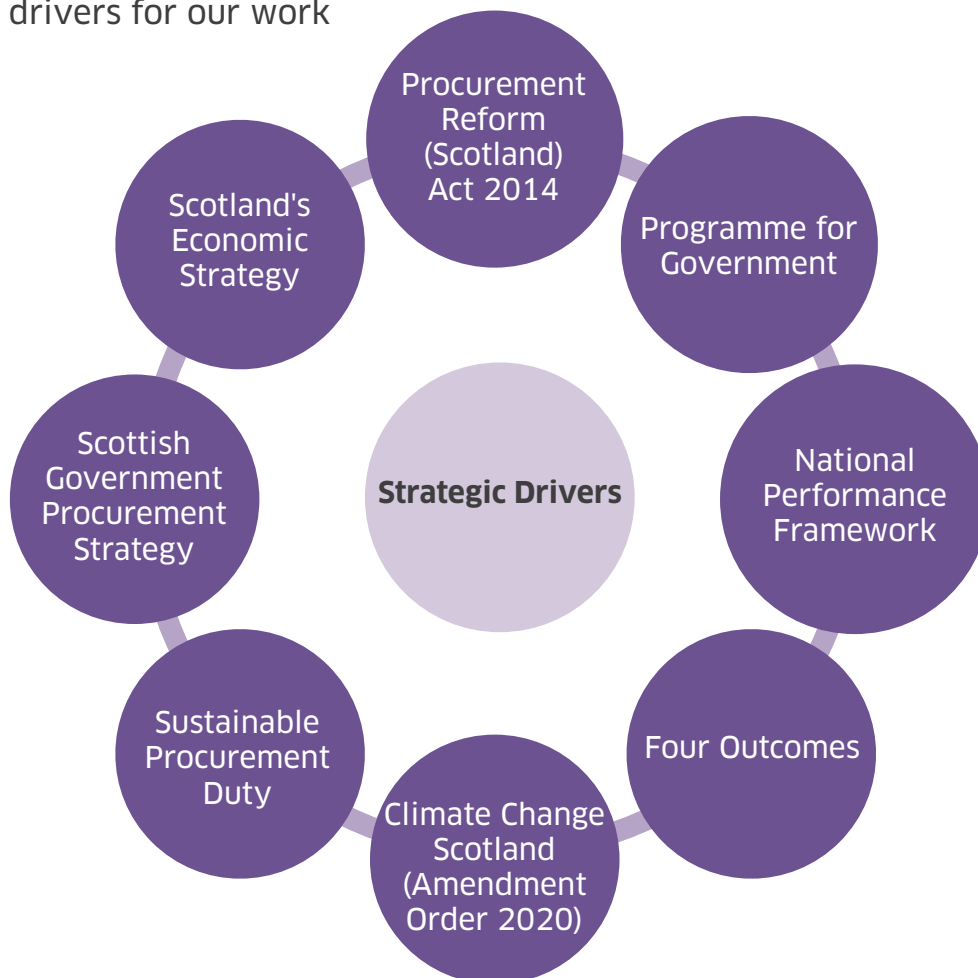 drivers for our work
Procurement
Reform
(Scotland)
Act 2014
Programme for
Government
National
Performance
Framework
Four Outcomes
Climate Change
Scotland
(Amendment
Order 2020)
Sustainable
Procurement
Duty
Scottish
Government
Procurement
Strategy
Scotland's
Economic
Strategy
Strategic Drivers